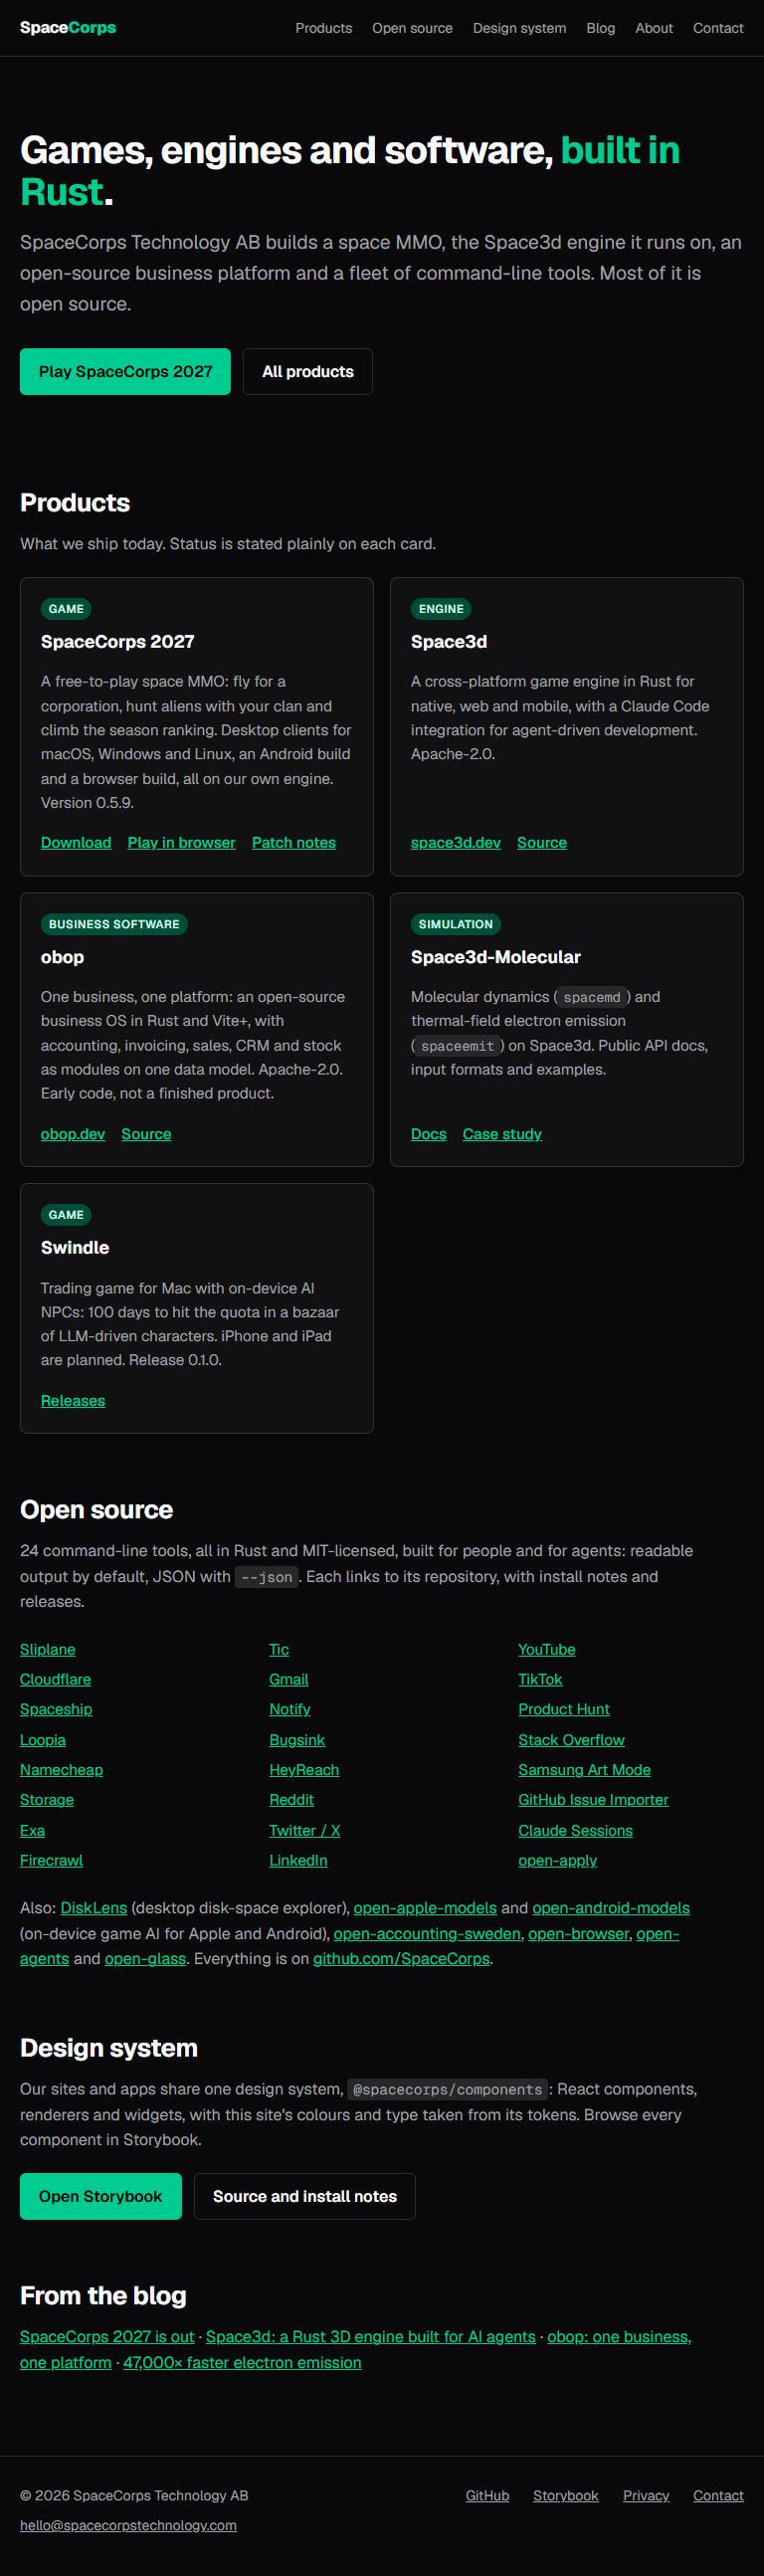 SpaceCorps
Products Open source Design system Blog About Contact
Games, engines and software, built in
Rust.
SpaceCorps Technology AB builds a space MMO, the Space3d engine it runs on, an
open-source business platform and a fleet of command-line tools. Most of it is
open source.
Play SpaceCorps 2027 All products
Products
What we ship today. Status is stated plainly on each card.
GAME
SpaceCorps 2027
A free-to-play space MMO: fly for a
corporation, hunt aliens with your clan and
climb the season ranking. Desktop clients for
macOS, Windows and Linux, an Android build
and a browser build, all on our own engine.
Version 0.5.9.
Download Play in browser Patch notes
ENGINE
Space3d
A cross-platform game engine in Rust for
native, web and mobile, with a Claude Code
integration for agent-driven development.
Apache-2.0.
space3d.dev Source
BUSINESS SOFTWARE
obop
One business, one platform: an open-source
business OS in Rust and Vite+, with
accounting, invoicing, sales, CRM and stock
as modules on one data model. Apache-2.0.
Early code, not a finished product.
obop.dev Source
SIMULATION
Space3d-Molecular
Molecular dynamics (spacemd) and
thermal-field electron emission
(spaceemit) on Space3d. Public API docs,
input formats and examples.
Docs Case study
GAME
Swindle
Trading game for Mac with on-device AI
NPCs: 100 days to hit the quota in a bazaar
of LLM-driven characters. iPhone and iPad
are planned. Release 0.1.0.
Releases
Open source
24 command-line tools, all in Rust and MIT-licensed, built for people and for agents: readable
output by default, JSON with --json. Each links to its repository, with install notes and
releases.
Sliplane Tic YouTube
Cloudflare Gmail TikTok
Spaceship Notify Product Hunt
Loopia Bugsink Stack Overflow
Namecheap HeyReach Samsung Art Mode
Storage Reddit GitHub Issue Importer
Exa Twitter / X Claude Sessions
Firecrawl LinkedIn open-apply
Also: DiskLens (desktop disk-space explorer), open-apple-models and open-android-models
(on-device game AI for Apple and Android), open-accounting-sweden, open-browser, open-
agents and open-glass. Everything is on github.com/SpaceCorps.
Design system
Our sites and apps share one design system, @spacecorps/components: React components,
renderers and widgets, with this site's colours and type taken from its tokens. Browse every
component in Storybook.
Open Storybook Source and install notes
From the blog
SpaceCorps 2027 is out · Space3d: a Rust 3D engine built for AI agents · obop: one business,
one platform · 47,000× faster electron emission
© 2026 SpaceCorps Technology AB GitHub Storybook Privacy Contact
hello@spacecorpstechnology.com